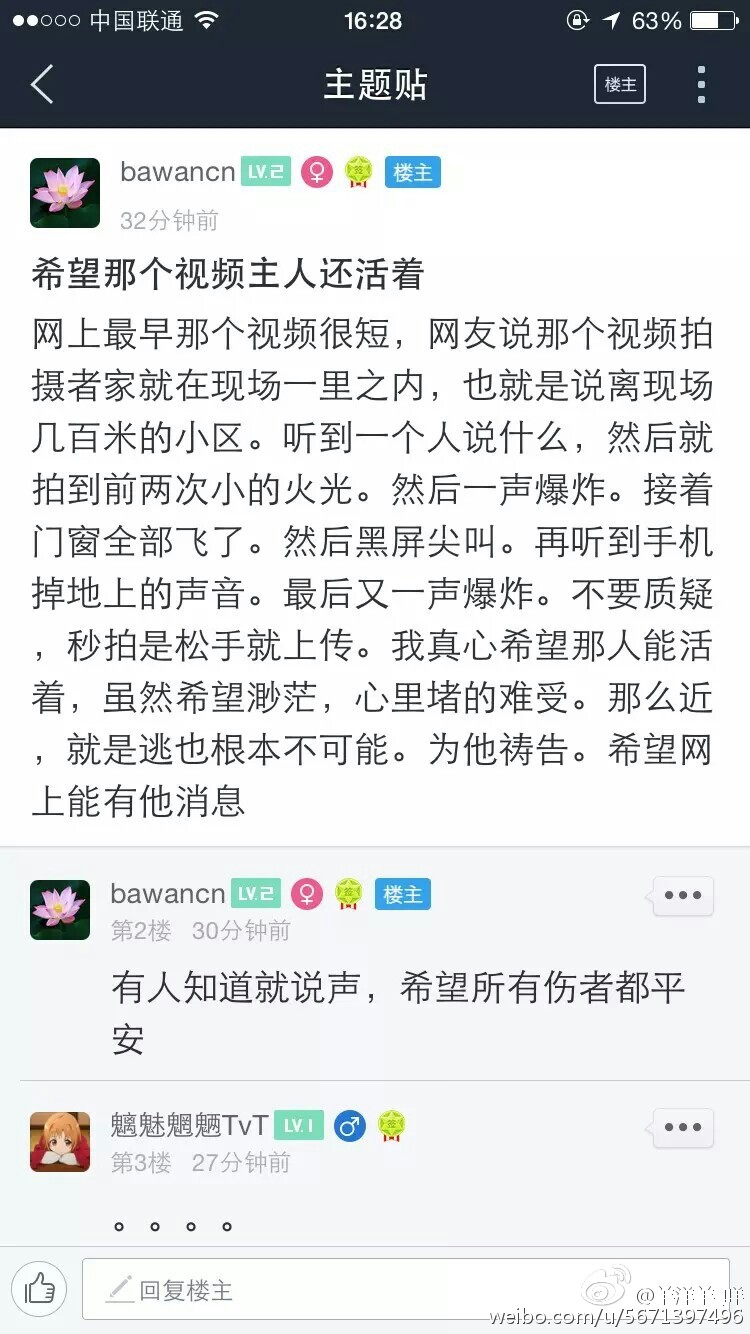 中国联通 16:28 63%
主题贴 楼主
bawancn LV.2 签 楼主
32分钟前
希望那个视频主人还活着
网上最早那个视频很短，网友说那个视频拍
摄者家就在现场一里之内，也就是说离现场
几百米的小区。听到一个人说什么，然后就
拍到前两次小的火光。然后一声爆炸。接着
门窗全部飞了。然后黑屏尖叫。再听到手机
掉地上的声音。最后又一声爆炸。不要质疑
，秒拍是松手就上传。我真心希望那人能活
着，虽然希望渺茫，心里堵的难受。那么近
，就是逃也根本不可能。为他祷告。希望网
上能有他消息
bawancn LV.2 签 楼主
第2楼 30分钟前
有人知道就说声，希望所有伤者都平
安
魑魅魍魉TvT LV.1 签
第3楼 27分钟前
。。。。
回复楼主
weibo.com/u/5671397496